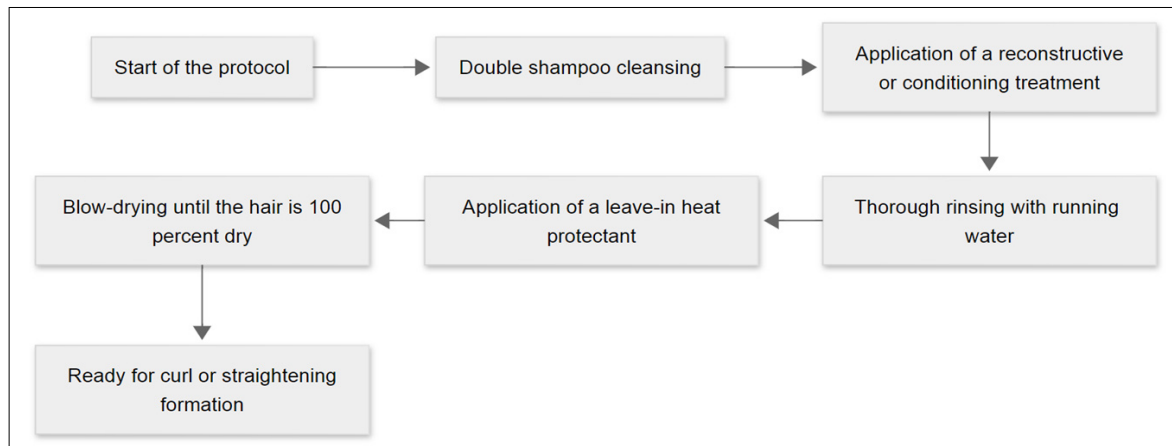 Start of the protocol
Double shampoo cleansing
Application of a reconstructive
or conditioning treatment
Thorough rinsing with running
water
Application of a leave-in heat
protectant
Blow-drying until the hair is 100
percent dry
Ready for curl or straightening
formation